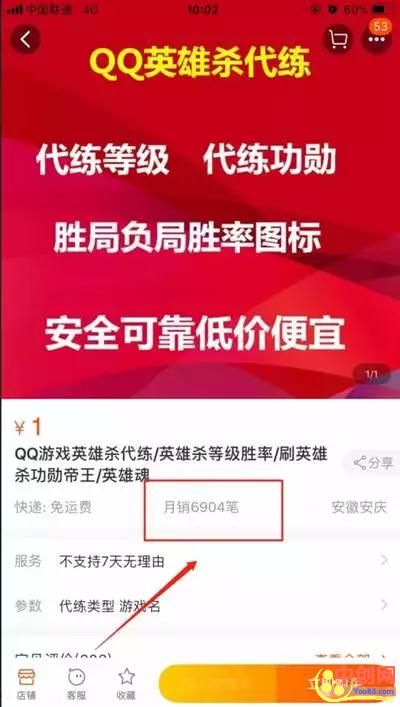 中国联通 4G 10:02 60%
53
QQ英雄杀代练
代练等级 代练功勋
胜局负局胜率图标
安全可靠低价便宜
1/1
¥1
QQ游戏英雄杀代练/英雄杀等级胜率/刷英雄
杀功勋帝王/英雄魂
分享
快递: 免运费 月销6904笔 安徽安庆
服务 不支持7天无理由
参数 代练类型 游戏名
店铺 客服 收藏
中创网
You85.com